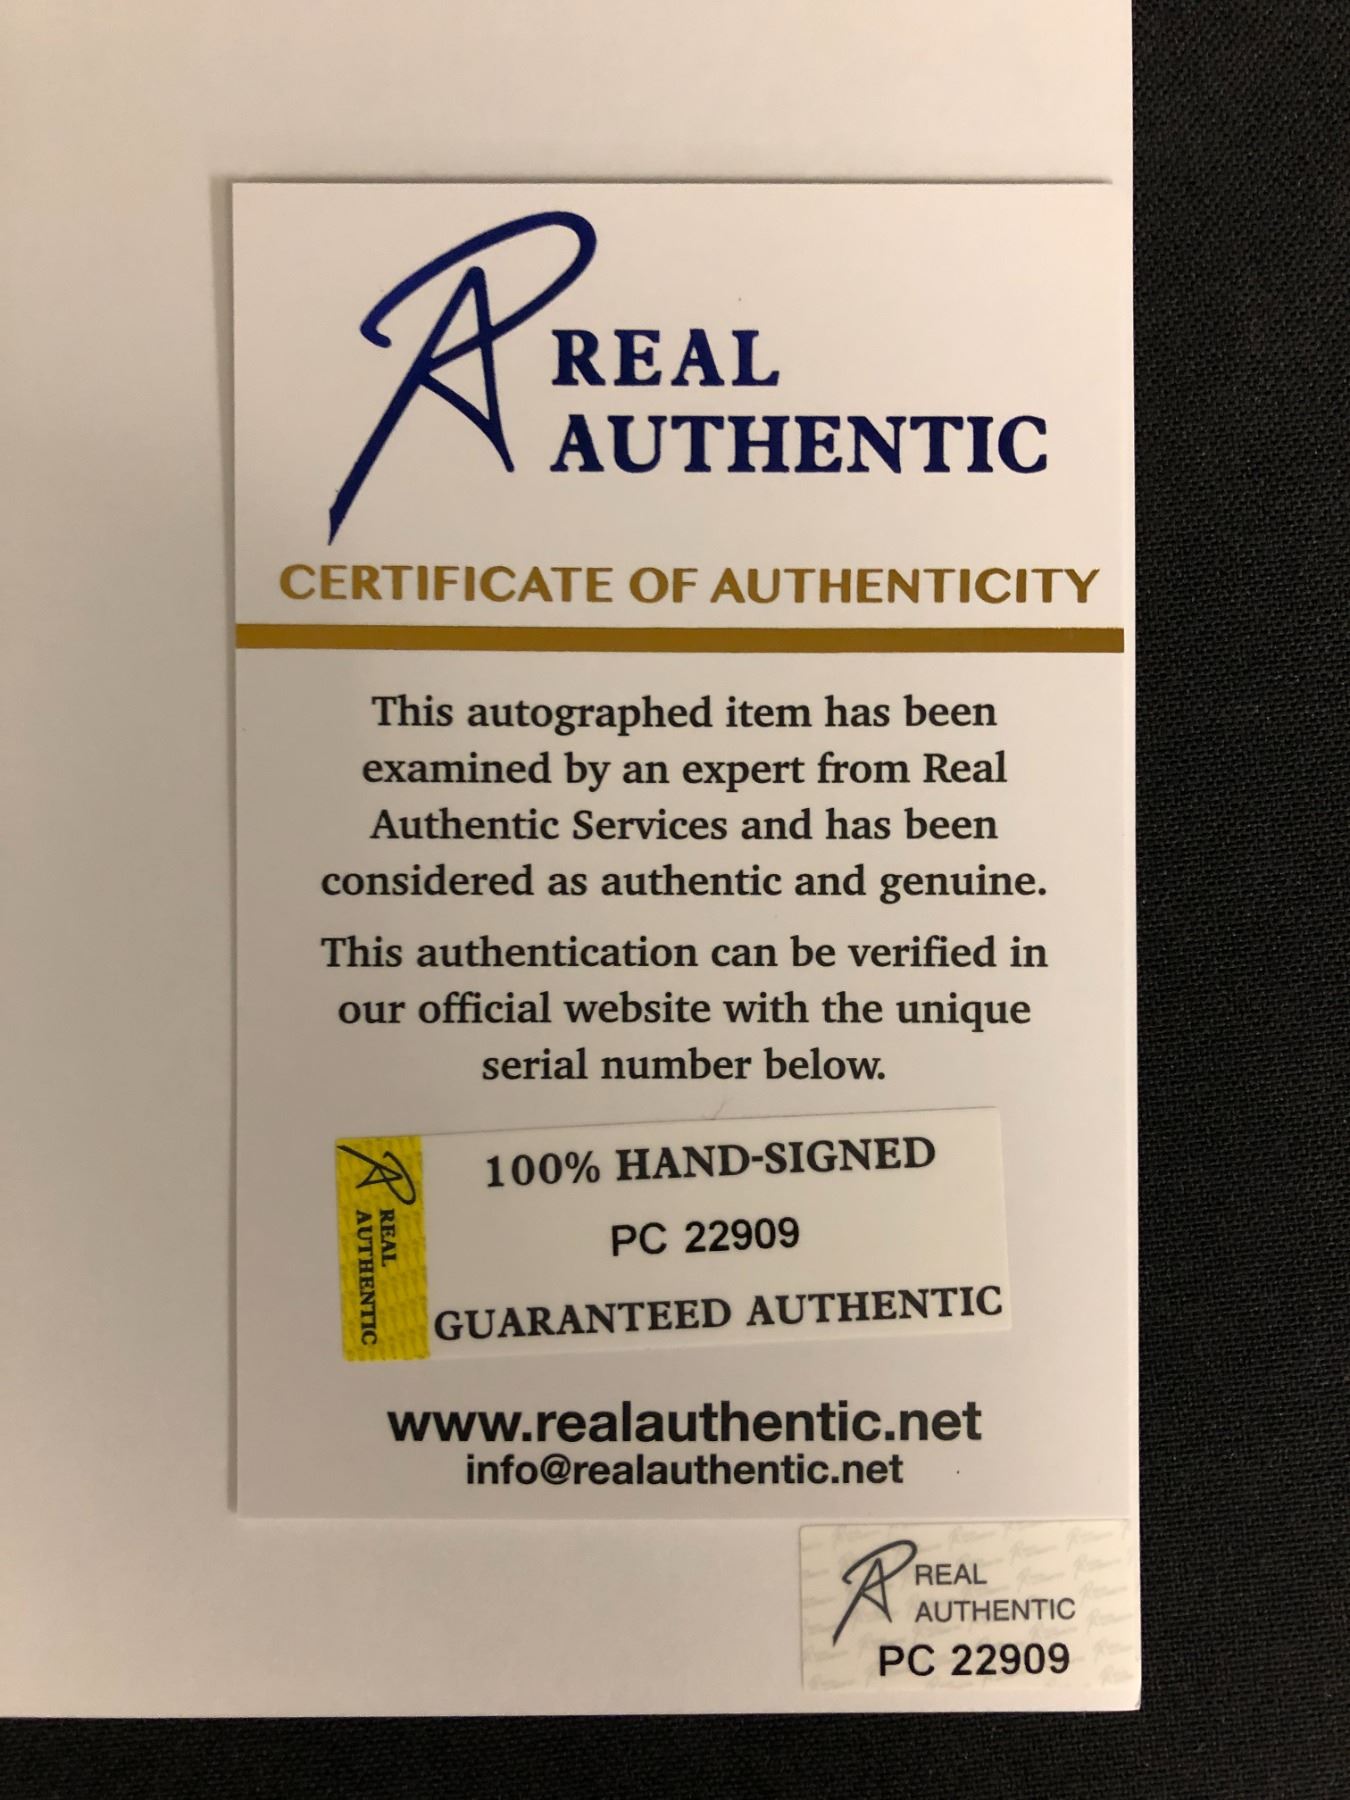 REAL
AUTHENTIC
CERTIFICATE OF AUTHENTICITY
This autographed item has been
examined by an expert from Real
Authentic Services and has been
considered as authentic and genuine.
This authentication can be verified in
our official website with the unique
serial number below.
REAL
AUTHENTIC
100% HAND-SIGNED
PC 22909
GUARANTEED AUTHENTIC
www.realauthentic.net
info@realauthentic.net
REAL
AUTHENTIC
PC 22909